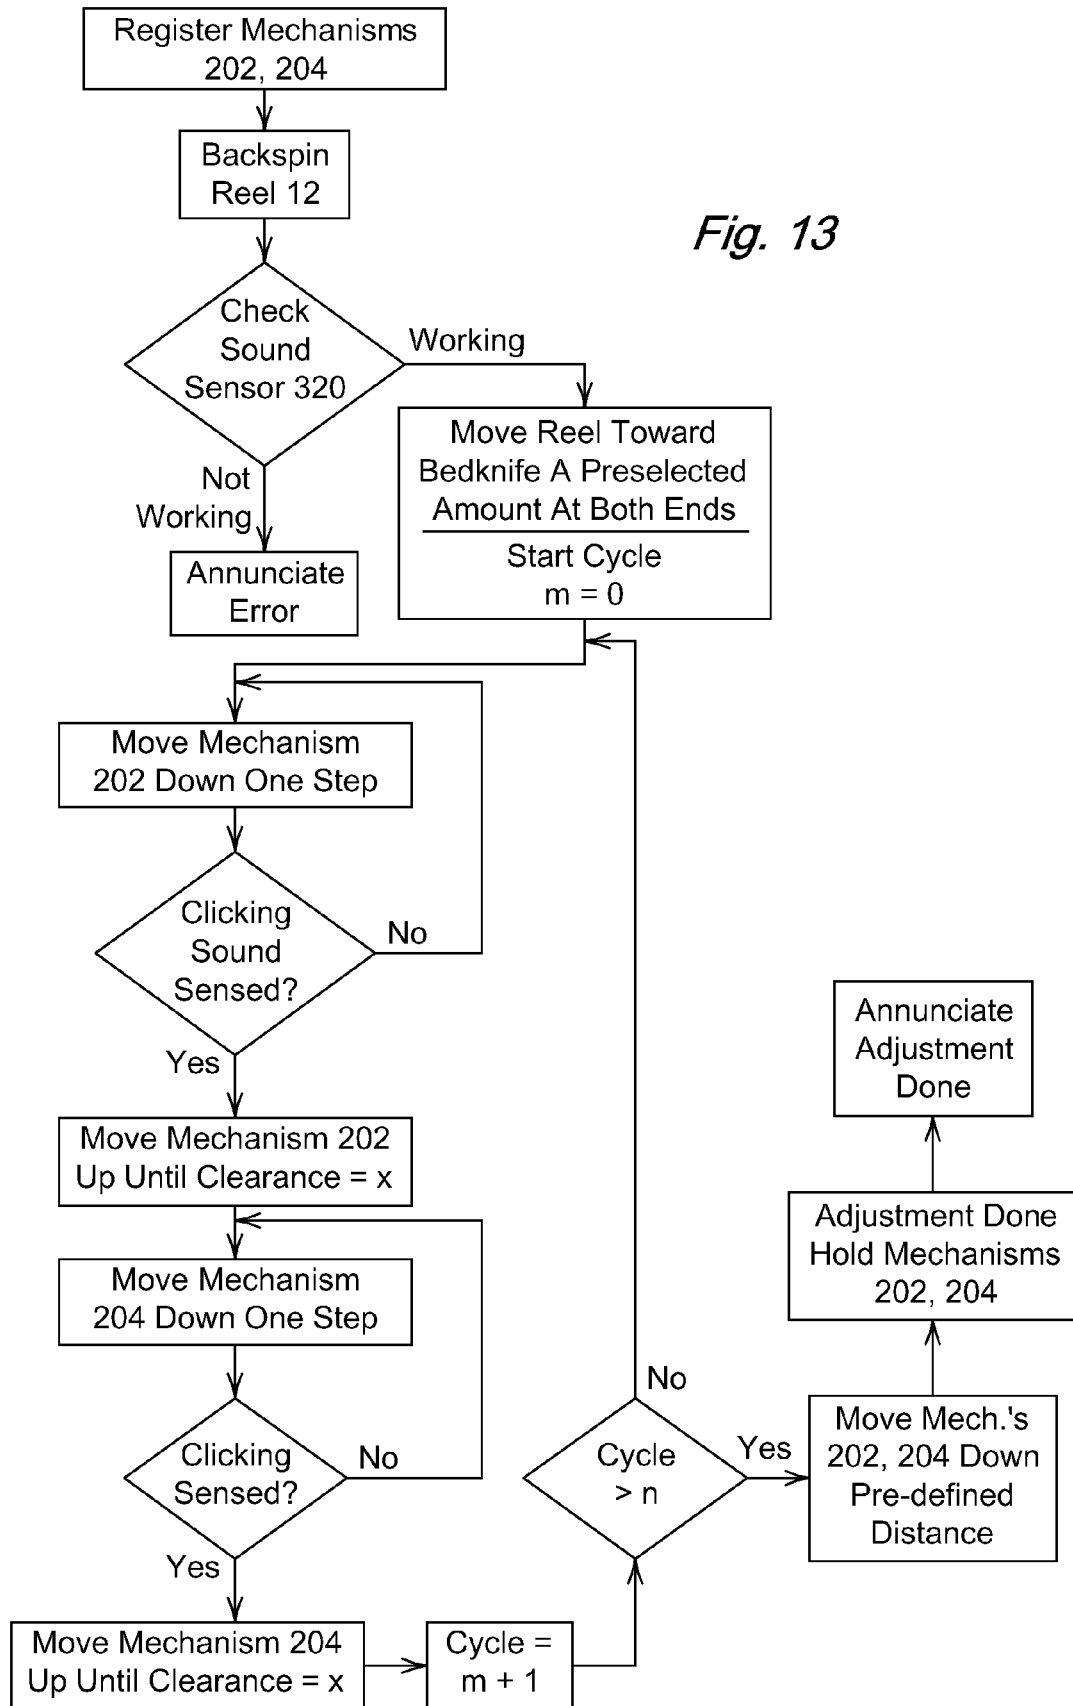 Register Mechanisms
202, 204
Backspin
Reel 12
Fig. 13
Check
Sound
Sensor 320
Working
Not
Working
Annunciate
Error
Move Reel Toward
Bedknife A Preselected
Amount At Both Ends
Start Cycle
m = 0
Move Mechanism
202 Down One Step
Clicking
Sound
Sensed?
No
Yes
Move Mechanism 202
Up Until Clearance = x
Move Mechanism
204 Down One Step
Clicking
Sensed?
No
Yes
Move Mechanism 204
Up Until Clearance = x
Cycle =
m + 1
Cycle
> n
No
Yes
Move Mech.'s
202, 204 Down
Pre-defined
Distance
Adjustment Done
Hold Mechanisms
202, 204
Annunciate
Adjustment
Done